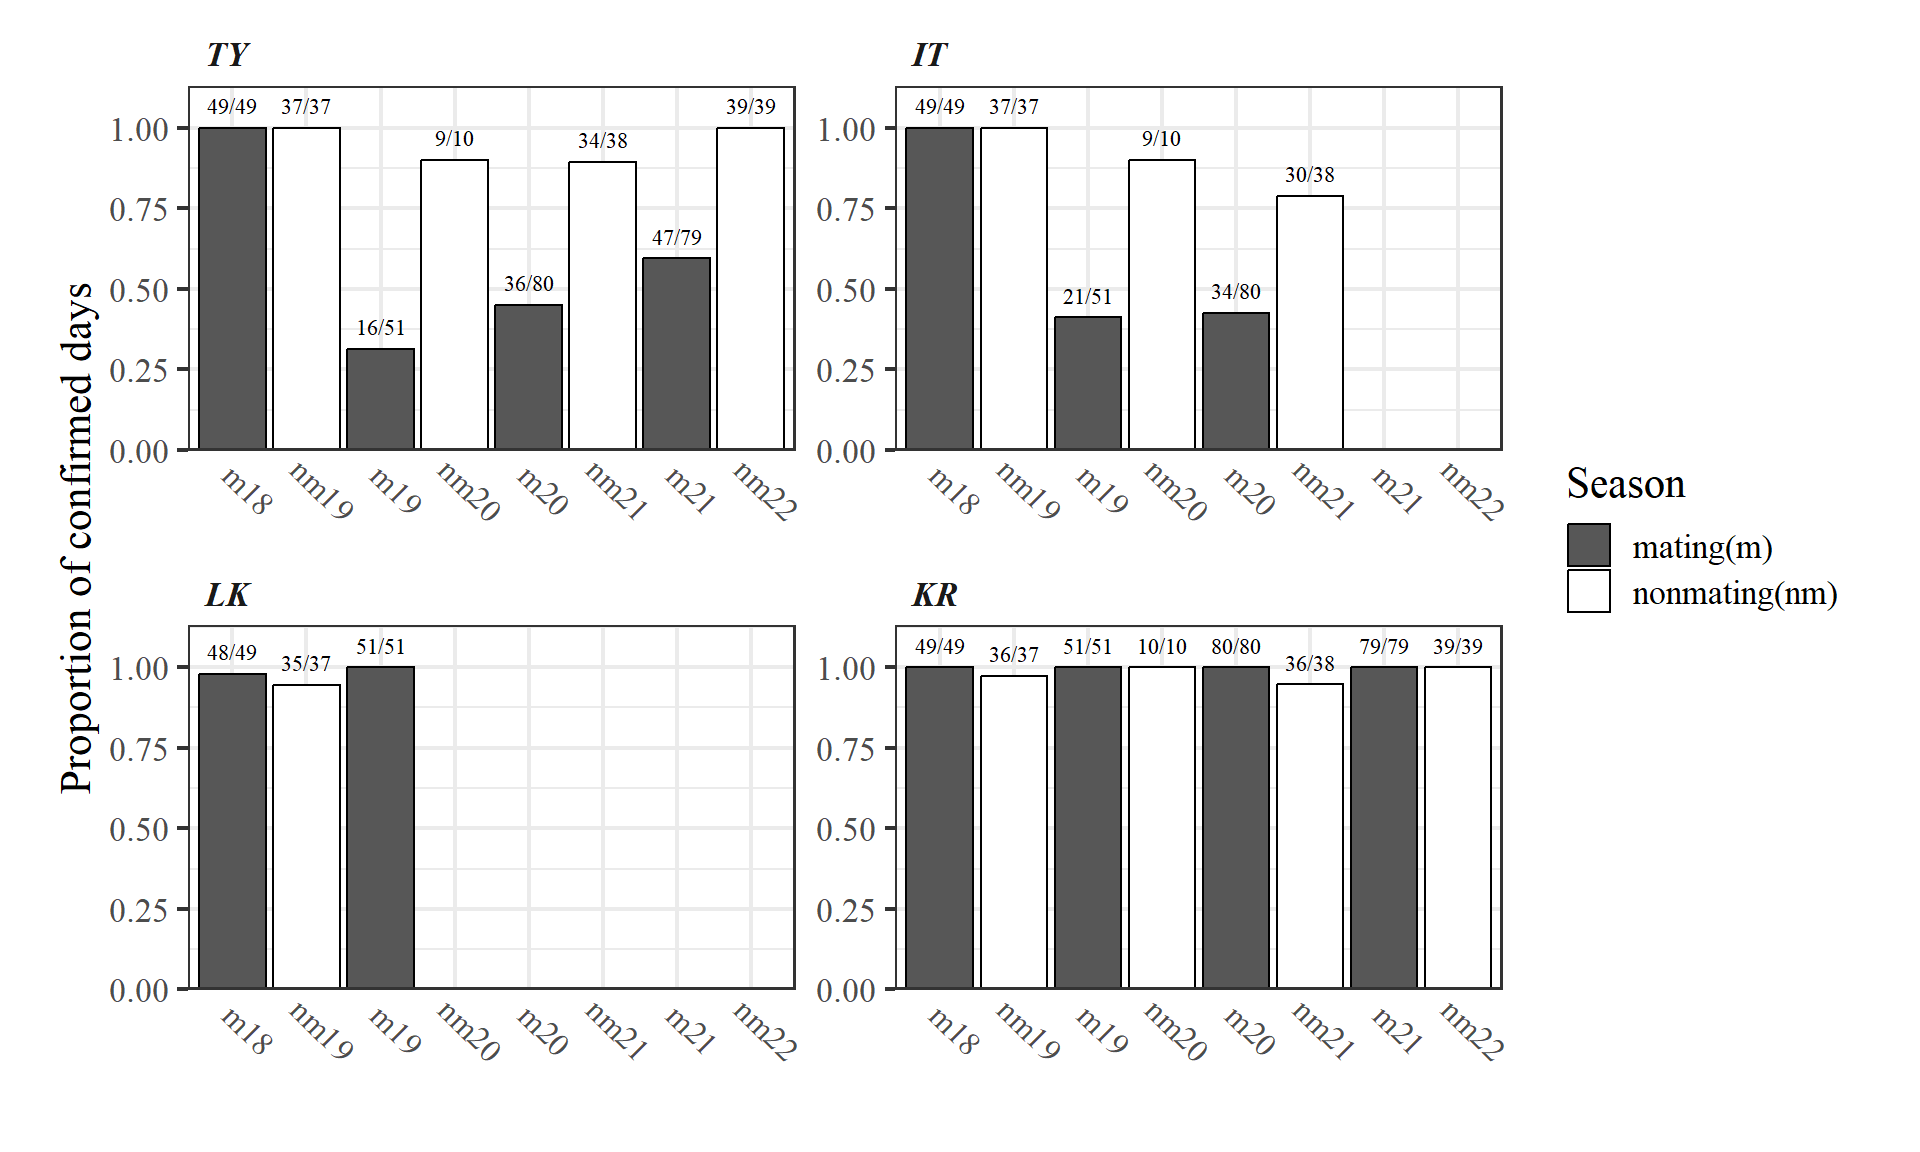 TY
49/49 37/37 16/51 9/10 36/80 34/38 47/79 39/39
1.00
0.75
0.50
0.25
0.00
m18 nm19 m19 nm20 m20 nm21 m21 nm22
IT
49/49 37/37 21/51 9/10 34/80 30/38
1.00
0.75
0.50
0.25
0.00
m18 nm19 m19 nm20 m20 nm21 m21 nm22
Proportion of confirmed days
LK
48/49 35/37 51/51
1.00
0.75
0.50
0.25
0.00
m18 nm19 m19 nm20 m20 nm21 m21 nm22
KR
49/49 36/37 51/51 10/10 80/80 36/38 79/79 39/39
1.00
0.75
0.50
0.25
0.00
m18 nm19 m19 nm20 m20 nm21 m21 nm22
Season
mating(m)
nonmating(nm)